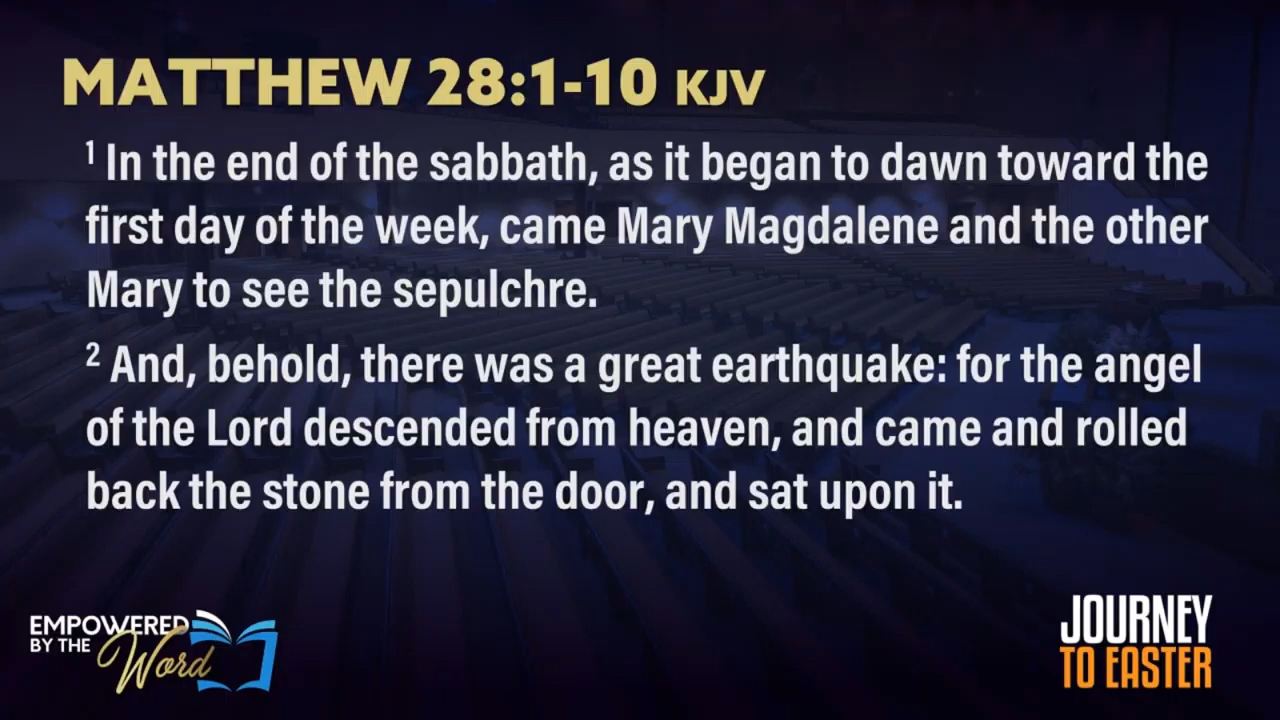 MATTHEW 28:1-10 KJV
1 In the end of the sabbath, as it began to dawn toward the
first day of the week, came Mary Magdalene and the other
Mary to see the sepulchre.
2 And, behold, there was a great earthquake: for the angel
of the Lord descended from heaven, and came and rolled
back the stone from the door, and sat upon it.
EMPOWERED
BY THE
Word
JOURNEY
TO EASTER